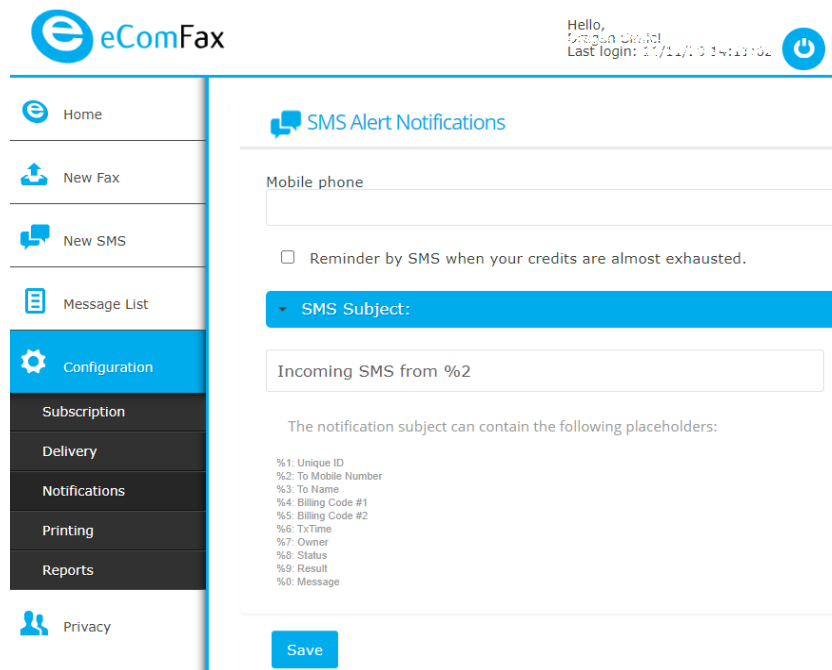 eComFax
Hello,
Last login:
Home
New Fax
New SMS
Message List
Configuration
Subscription
Delivery
Notifications
Printing
Reports
Privacy
SMS Alert Notifications
Mobile phone
Reminder by SMS when your credits are almost exhausted.
SMS Subject:
Incoming SMS from %2
The notification subject can contain the following placeholders:
%1: Unique ID
%2: To Mobile Number
%3: To Name
%4: Billing Code #1
%5: Billing Code #2
%6: TxTime
%7: Owner
%8: Status
%9: Result
%0: Message
Save